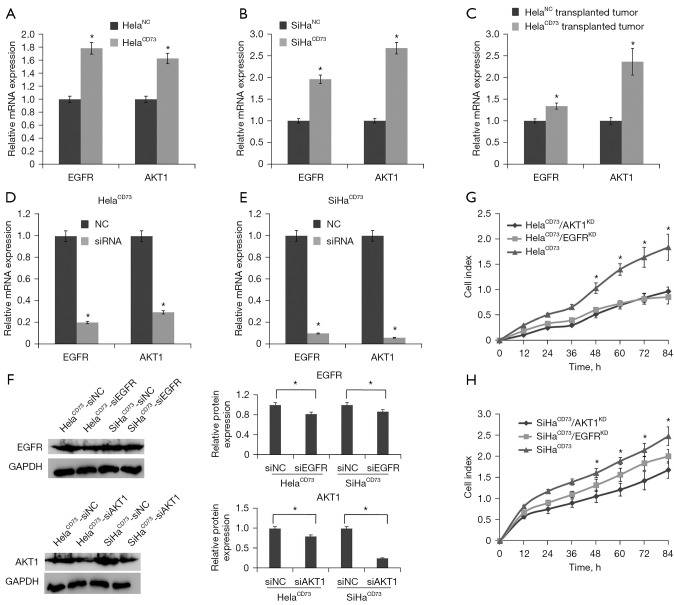 A
Hela^NC
Hela^CD73
Relative mRNA expression
2.0
1.8
1.6
1.4
1.2
1.0
0.8
0.6
0.4
0.2
0
*
*
EGFR
AKT1
B
SiHa^NC
SiHa^CD73
Relative mRNA expression
3.0
2.5
2.0
1.5
1.0
0.5
0
*
*
EGFR
AKT1
C
Hela^NC transplanted tumor
Hela^CD73 transplanted tumor
Relative mRNA expression
3.0
2.5
2.0
1.5
1.0
0.5
0
*
*
EGFR
AKT1
D
Hela^CD73
NC
siRNA
Relative mRNA expression
1.2
1.0
0.8
0.6
0.4
0.2
0
*
*
EGFR
AKT1
E
SiHa^CD73
NC
siRNA
Relative mRNA expression
1.2
1.0
0.8
0.6
0.4
0.2
0
*
*
EGFR
AKT1
G
Hela^CD73/AKT1^KD
Hela^CD73/EGFR^KD
Hela^CD73
Cell index
2.5
2.0
1.5
1.0
0.5
0.0
*
*
*
*
0 12 24 36 48 60 72 84
Time, h
F
Hela^CD73-siNC
Hela^CD73-siEGFR
SiHa^CD73-siNC
SiHa^CD73-siEGFR
EGFR
GAPDH
Hela^CD73-siNC
Hela^CD73-siAKT1
SiHa^CD73-siNC
SiHa^CD73-siAKT1
AKT1
GAPDH
EGFR
Relative protein
expression
1.5
1.0
0.5
0.0
*
*
siNC siEGFR siNC siEGFR
Hela^CD73
SiHa^CD73
AKT1
Relative protein
expression
1.5
1.0
0.5
0.0
*
*
siNC siAKT1 siNC siAKT1
Hela^CD73
SiHa^CD73
H
SiHa^CD73/AKT1^KD
SiHa^CD73/EGFR^KD
SiHa^CD73
Cell index
3.0
2.5
2.0
1.5
1.0
0.5
0.0
*
*
*
*
0 12 24 36 48 60 72 84
Time, h